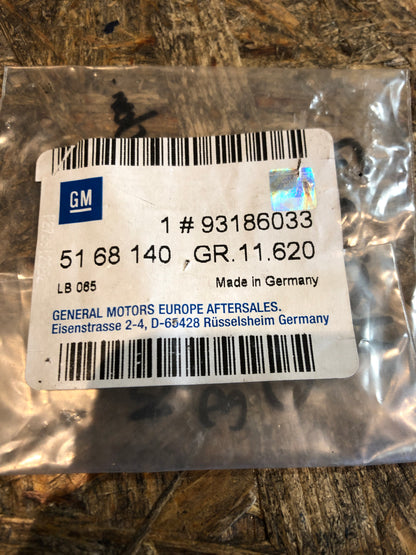 GM
1 # 93186033
51 68 140 GR.11.620
LB 065 Made in Germany
GENERAL MOTORS EUROPE AFTERSALES.
Eisenstrasse 2-4, D-65428 Rüsselsheim Germany